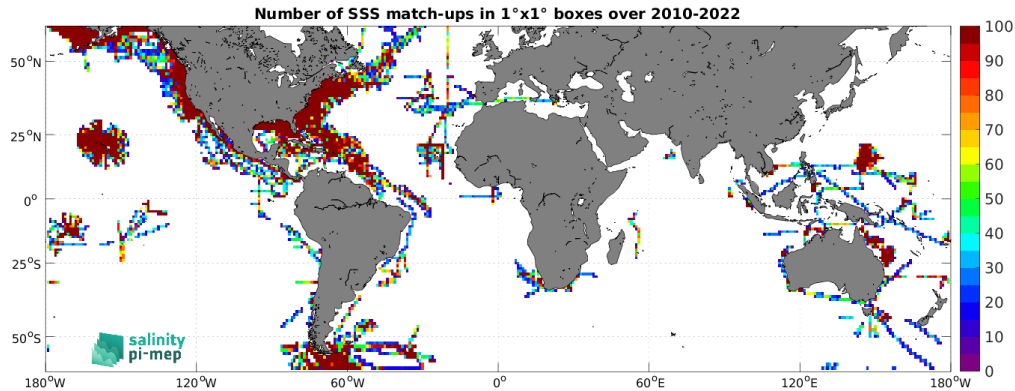 Number of SSS match-ups in 1°x1° boxes over 2010-2022
50°N
25°N
0°
25°S
50°S
180°W
120°W
60°W
0°
60°E
120°E
180°W
100
90
80
70
60
50
40
30
20
10
0
salinity
pi-mep